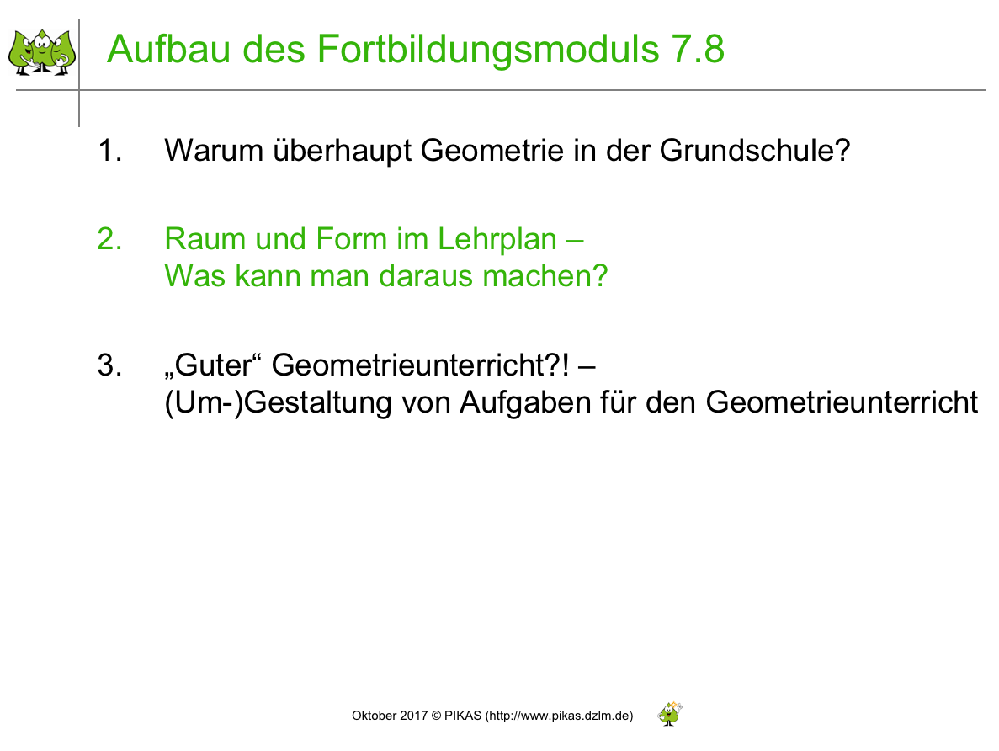 Aufbau des Fortbildungsmoduls 7.8
1. Warum überhaupt Geometrie in der Grundschule?
2. Raum und Form im Lehrplan –
Was kann man daraus machen?
3. „Guter“ Geometrieunterricht?! –
(Um-)Gestaltung von Aufgaben für den Geometrieunterricht
Oktober 2017 © PIKAS (http://www.pikas.dzlm.de)